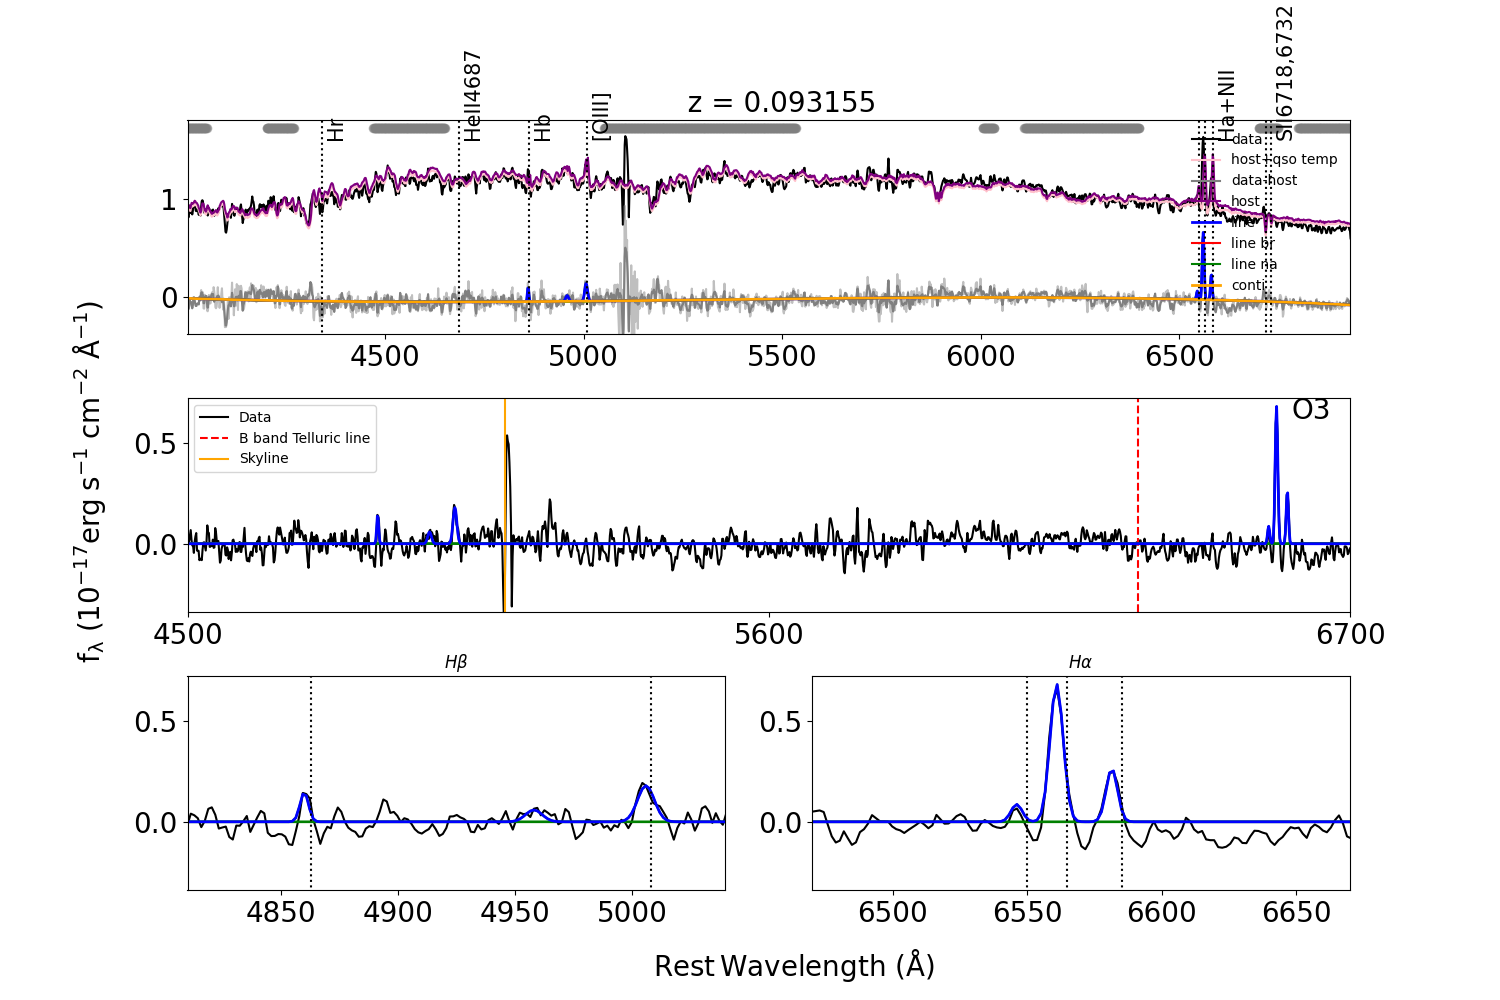 z = 0.093155
Hr
HeII4687
Hb
[OIII]
Ha+NII
SII6718,6732
data
host+qso temp
data-host
host
line
line br
line na
conti
1
0
4500
5000
5500
6000
6500
fλ (10⁻¹⁷erg s⁻¹ cm⁻² Å⁻¹)
Data
B band Telluric line
Skyline
O3
0.5
0.0
4500
5600
6700
Hβ
0.5
0.0
4850
4900
4950
5000
Hα
0.5
0.0
6500
6550
6600
6650
Rest Wavelength (Å)